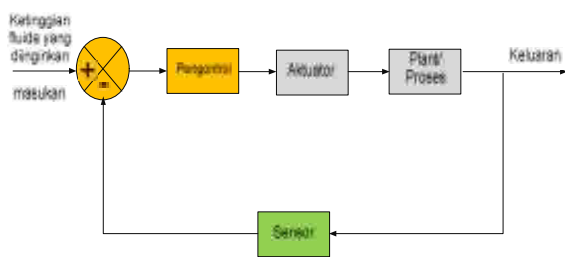 Ketinggian
fluida yang
diinginkan
masukan
+
-
Pengontrol
Aktuator
Plant/
Proses
Keluaran
Sensor